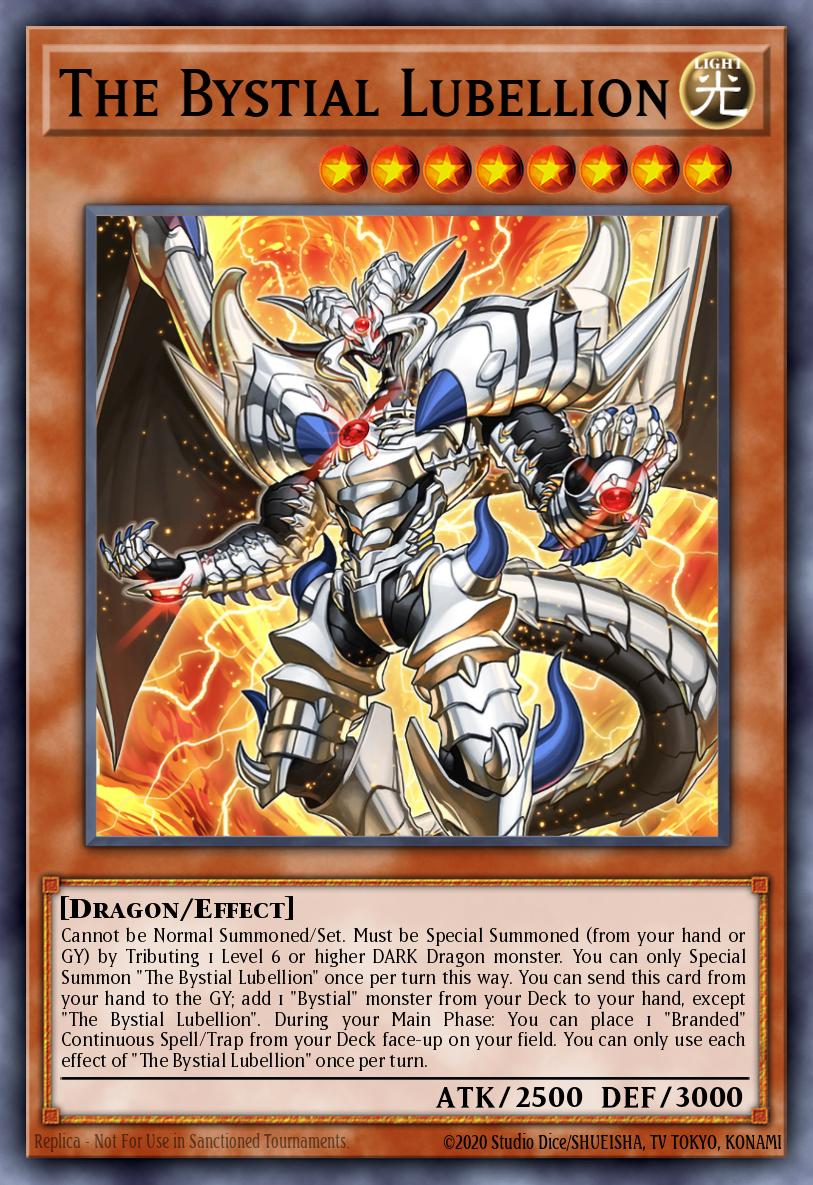 The Bystial Lubellion
LIGHT
光
[Dragon/Effect]
Cannot be Normal Summoned/Set. Must be Special Summoned (from your hand or
GY) by Tributing 1 Level 6 or higher DARK Dragon monster. You can only Special
Summon "The Bystial Lubellion" once per turn this way. You can send this card from
your hand to the GY; add 1 "Bystial" monster from your Deck to your hand, except
"The Bystial Lubellion". During your Main Phase: You can place 1 "Branded"
Continuous Spell/Trap from your Deck face-up on your field. You can only use each
effect of "The Bystial Lubellion" once per turn.
ATK/2500 DEF/3000
Replica - Not For Use in Sanctioned Tournaments.
©2020 Studio Dice/SHUEISHA, TV TOKYO, KONAMI